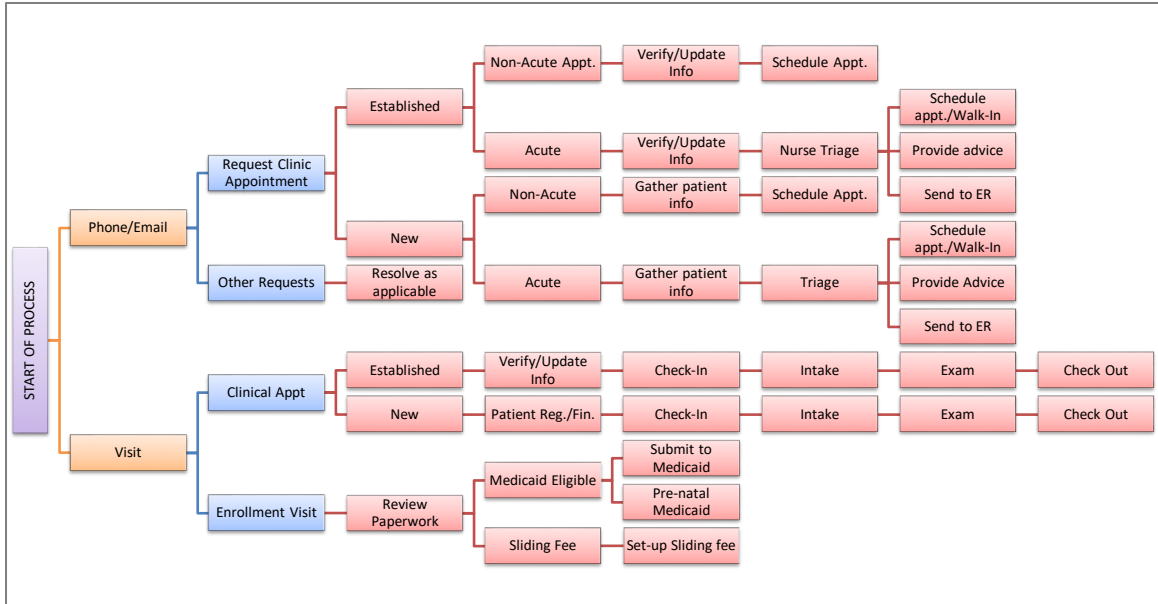 Non-Acute Appt.
Verify/Update
Info
Schedule Appt.
Established
Schedule
appt./Walk-In
Acute
Verify/Update
Info
Nurse Triage
Provide advice
Request Clinic
Appointment
Send to ER
Non-Acute
Gather patient
info
Schedule Appt.
Phone/Email
New
Schedule
appt./Walk-In
Other Requests
Resolve as
applicable
Acute
Gather patient
info
Triage
Provide Advice
Send to ER
START OF PROCESS
Established
Verify/Update
Info
Check-In
Intake
Exam
Check Out
Clinical Appt
New
Patient Reg./Fin.
Check-In
Intake
Exam
Check Out
Visit
Submit to
Medicaid
Medicaid Eligible
Pre-natal
Medicaid
Enrollment Visit
Review
Paperwork
Sliding Fee
Set-up Sliding fee